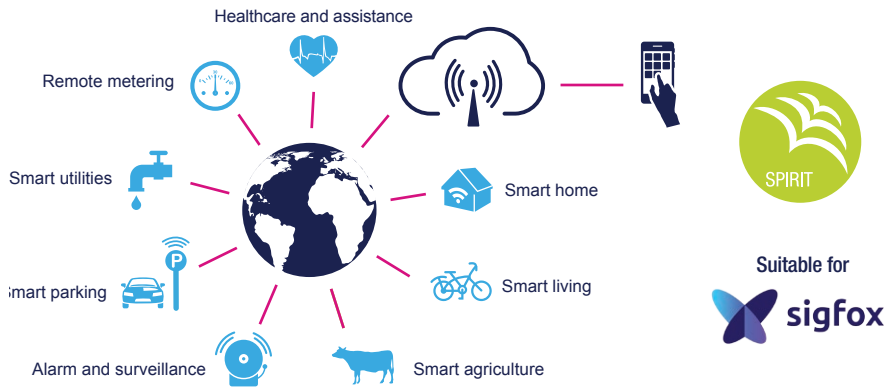 Healthcare and assistance
Remote metering
Smart utilities
Smart home
SPIRIT
P
Suitable for
sigfox
Smart parking
Smart living
Alarm and surveillance
Smart agriculture